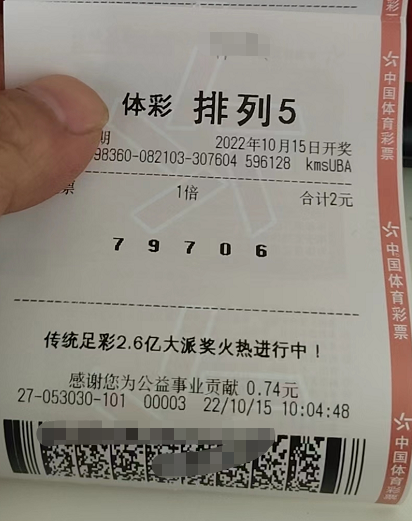 体彩 排列5
期 2022年10月15日开奖
98360-082103-307604 596128 kmsUBA
票 1倍 合计2元
7 9 7 0 6
传统足彩2.6亿大派奖火热进行中！
感谢您为公益事业贡献 0.74元
27-053030-101 00003 22/10/15 10:04:48
中国体育彩票
中国体育彩票
中国体育彩票